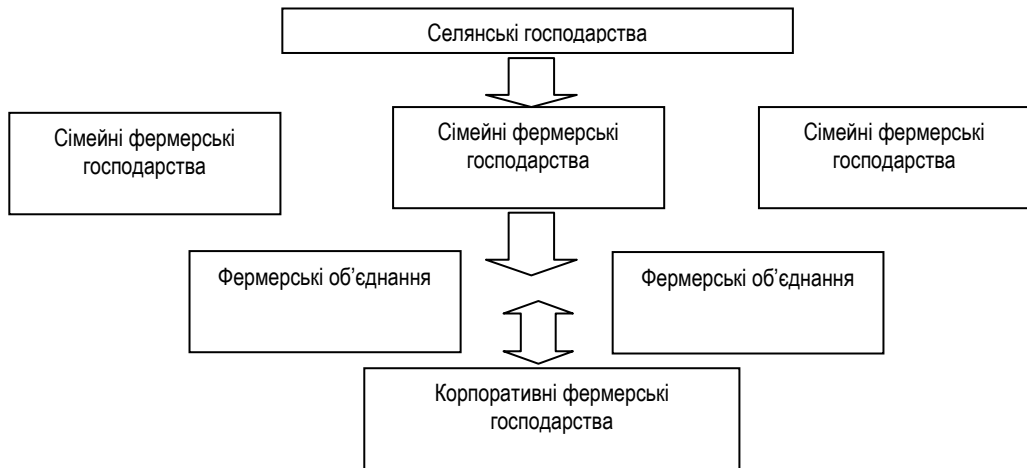 Селянські господарства
Сімейні фермерські
господарства
Сімейні фермерські
господарства
Сімейні фермерські
господарства
Фермерські об’єднання
Фермерські об’єднання
Корпоративні фермерські
господарства